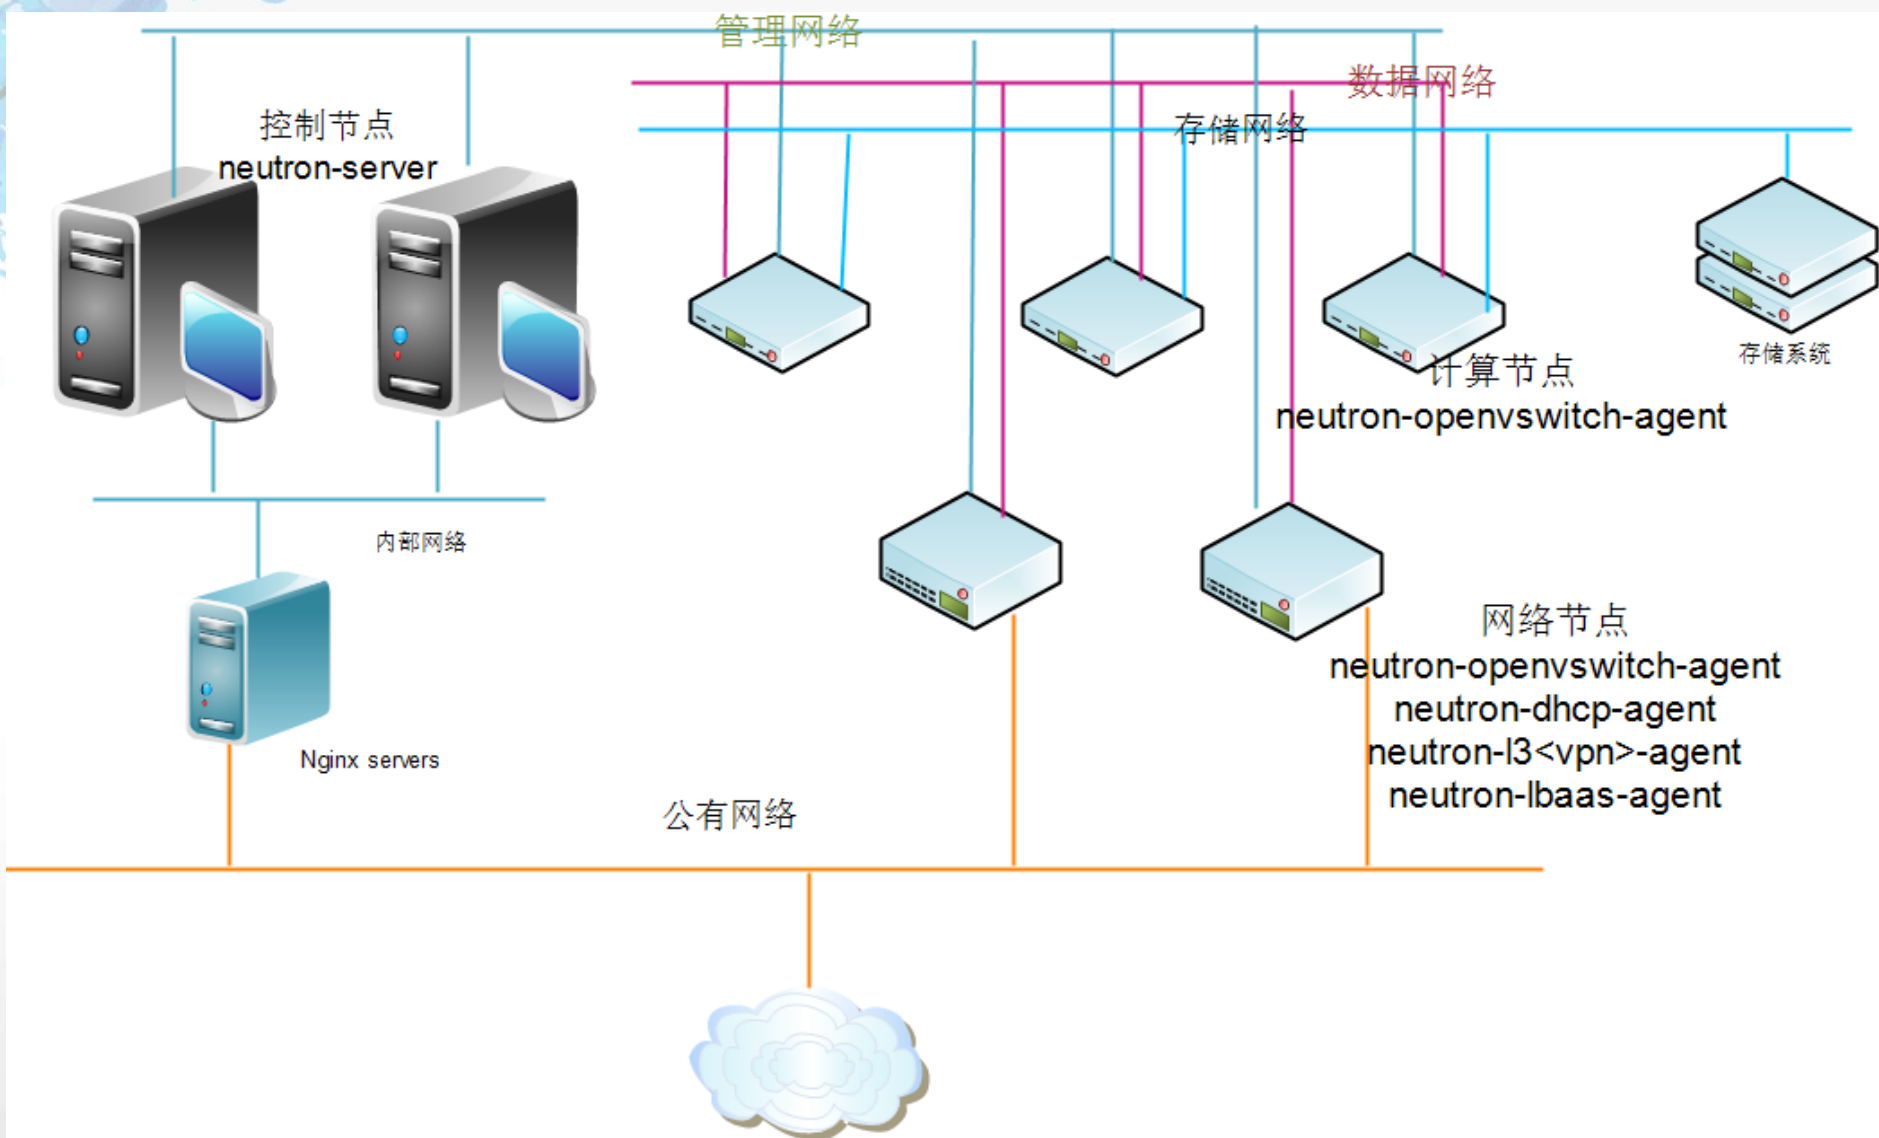 管理网络
数据网络
存储网络
控制节点
neutron-server
存储系统
计算节点
neutron-openvswitch-agent
内部网络
网络节点
neutron-openvswitch-agent
neutron-dhcp-agent
neutron-l3<vpn>-agent
neutron-lbaas-agent
Nginx servers
公有网络